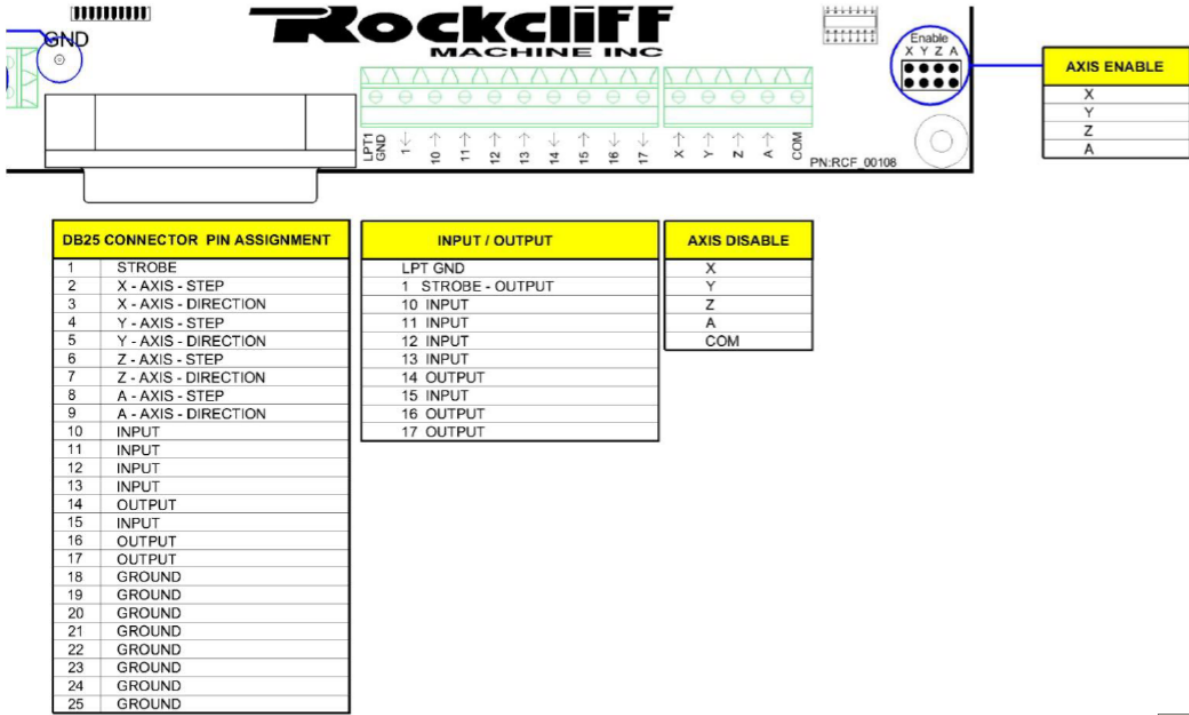 Rockcliff
MACHINE INC
GND
Enable
X Y Z A
AXIS ENABLE
X
Y
Z
A
LPT1 GND
1
10
11
12
13
14
15
16
17
X
Y
Z
A
COM
PN:RCF_00108
DB25 CONNECTOR PIN ASSIGNMENT
1 STROBE
2 X - AXIS - STEP
3 X - AXIS - DIRECTION
4 Y - AXIS - STEP
5 Y - AXIS - DIRECTION
6 Z - AXIS - STEP
7 Z - AXIS - DIRECTION
8 A - AXIS - STEP
9 A - AXIS - DIRECTION
10 INPUT
11 INPUT
12 INPUT
13 INPUT
14 OUTPUT
15 INPUT
16 OUTPUT
17 OUTPUT
18 GROUND
19 GROUND
20 GROUND
21 GROUND
22 GROUND
23 GROUND
24 GROUND
25 GROUND
INPUT / OUTPUT
LPT GND
1 STROBE - OUTPUT
10 INPUT
11 INPUT
12 INPUT
13 INPUT
14 OUTPUT
15 INPUT
16 OUTPUT
17 OUTPUT
AXIS DISABLE
X
Y
Z
A
COM